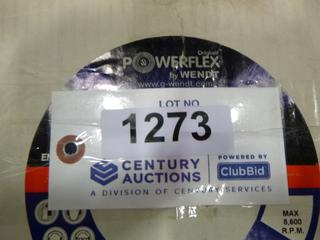 Original
POWERFLEX
by WENDT
www.g-wendt.com
LOT NO
1273
EN
CENTURY
AUCTIONS
POWERED BY
ClubBid
A DIVISION OF CENTURY SERVICES
MAX
8,600
R.P.M.